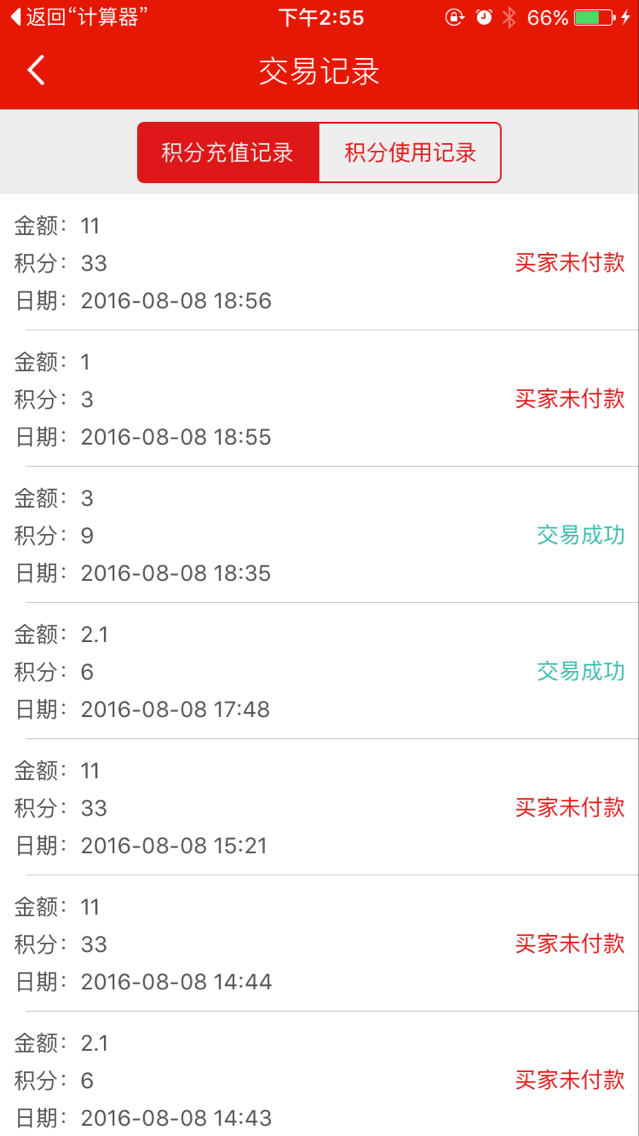 返回“计算器” 下午2:55 66%
交易记录
积分充值记录 积分使用记录
金额：11
积分：33 买家未付款
日期：2016-08-08 18:56
金额：1
积分：3 买家未付款
日期：2016-08-08 18:55
金额：3
积分：9 交易成功
日期：2016-08-08 18:35
金额：2.1
积分：6 交易成功
日期：2016-08-08 17:48
金额：11
积分：33 买家未付款
日期：2016-08-08 15:21
金额：11
积分：33 买家未付款
日期：2016-08-08 14:44
金额：2.1
积分：6 买家未付款
日期：2016-08-08 14:43